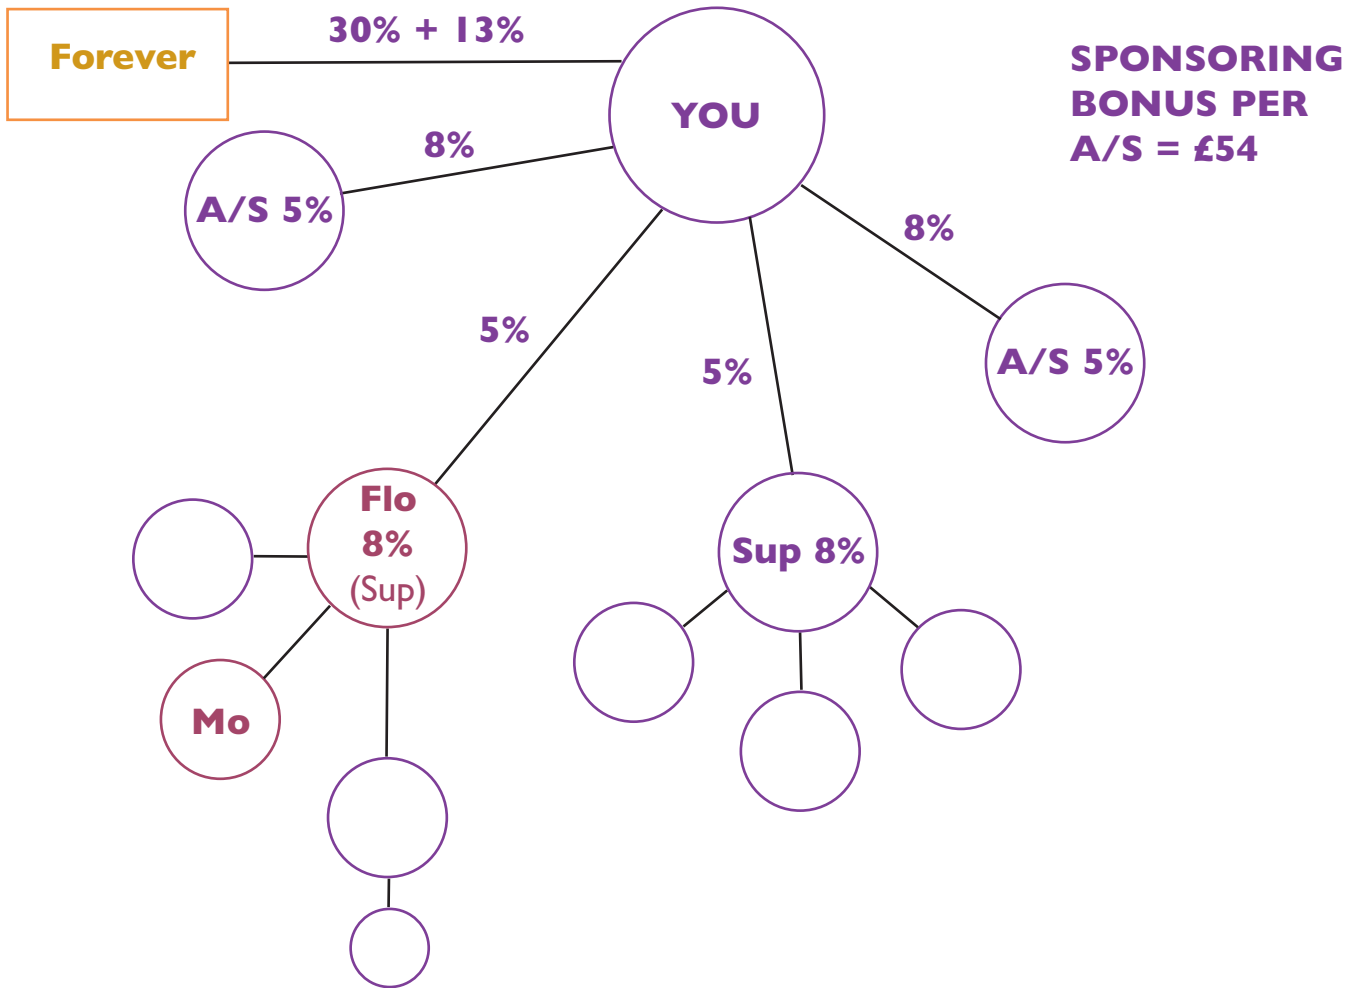 30% + 13%
Forever
YOU
SPONSORING
BONUS PER
A/S = £54
8%
A/S 5%
8%
5%
5%
A/S 5%
Flo
8%
(Sup)
Sup 8%
Mo